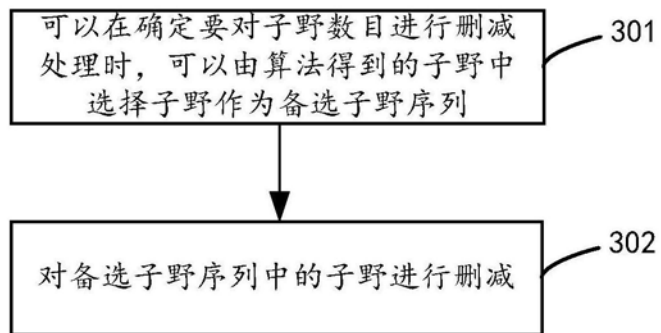 可以在确定要对子野数目进行删减
处理时，可以由算法得到的子野中
选择子野作为备选子野序列
301
对备选子野序列中的子野进行删减
302